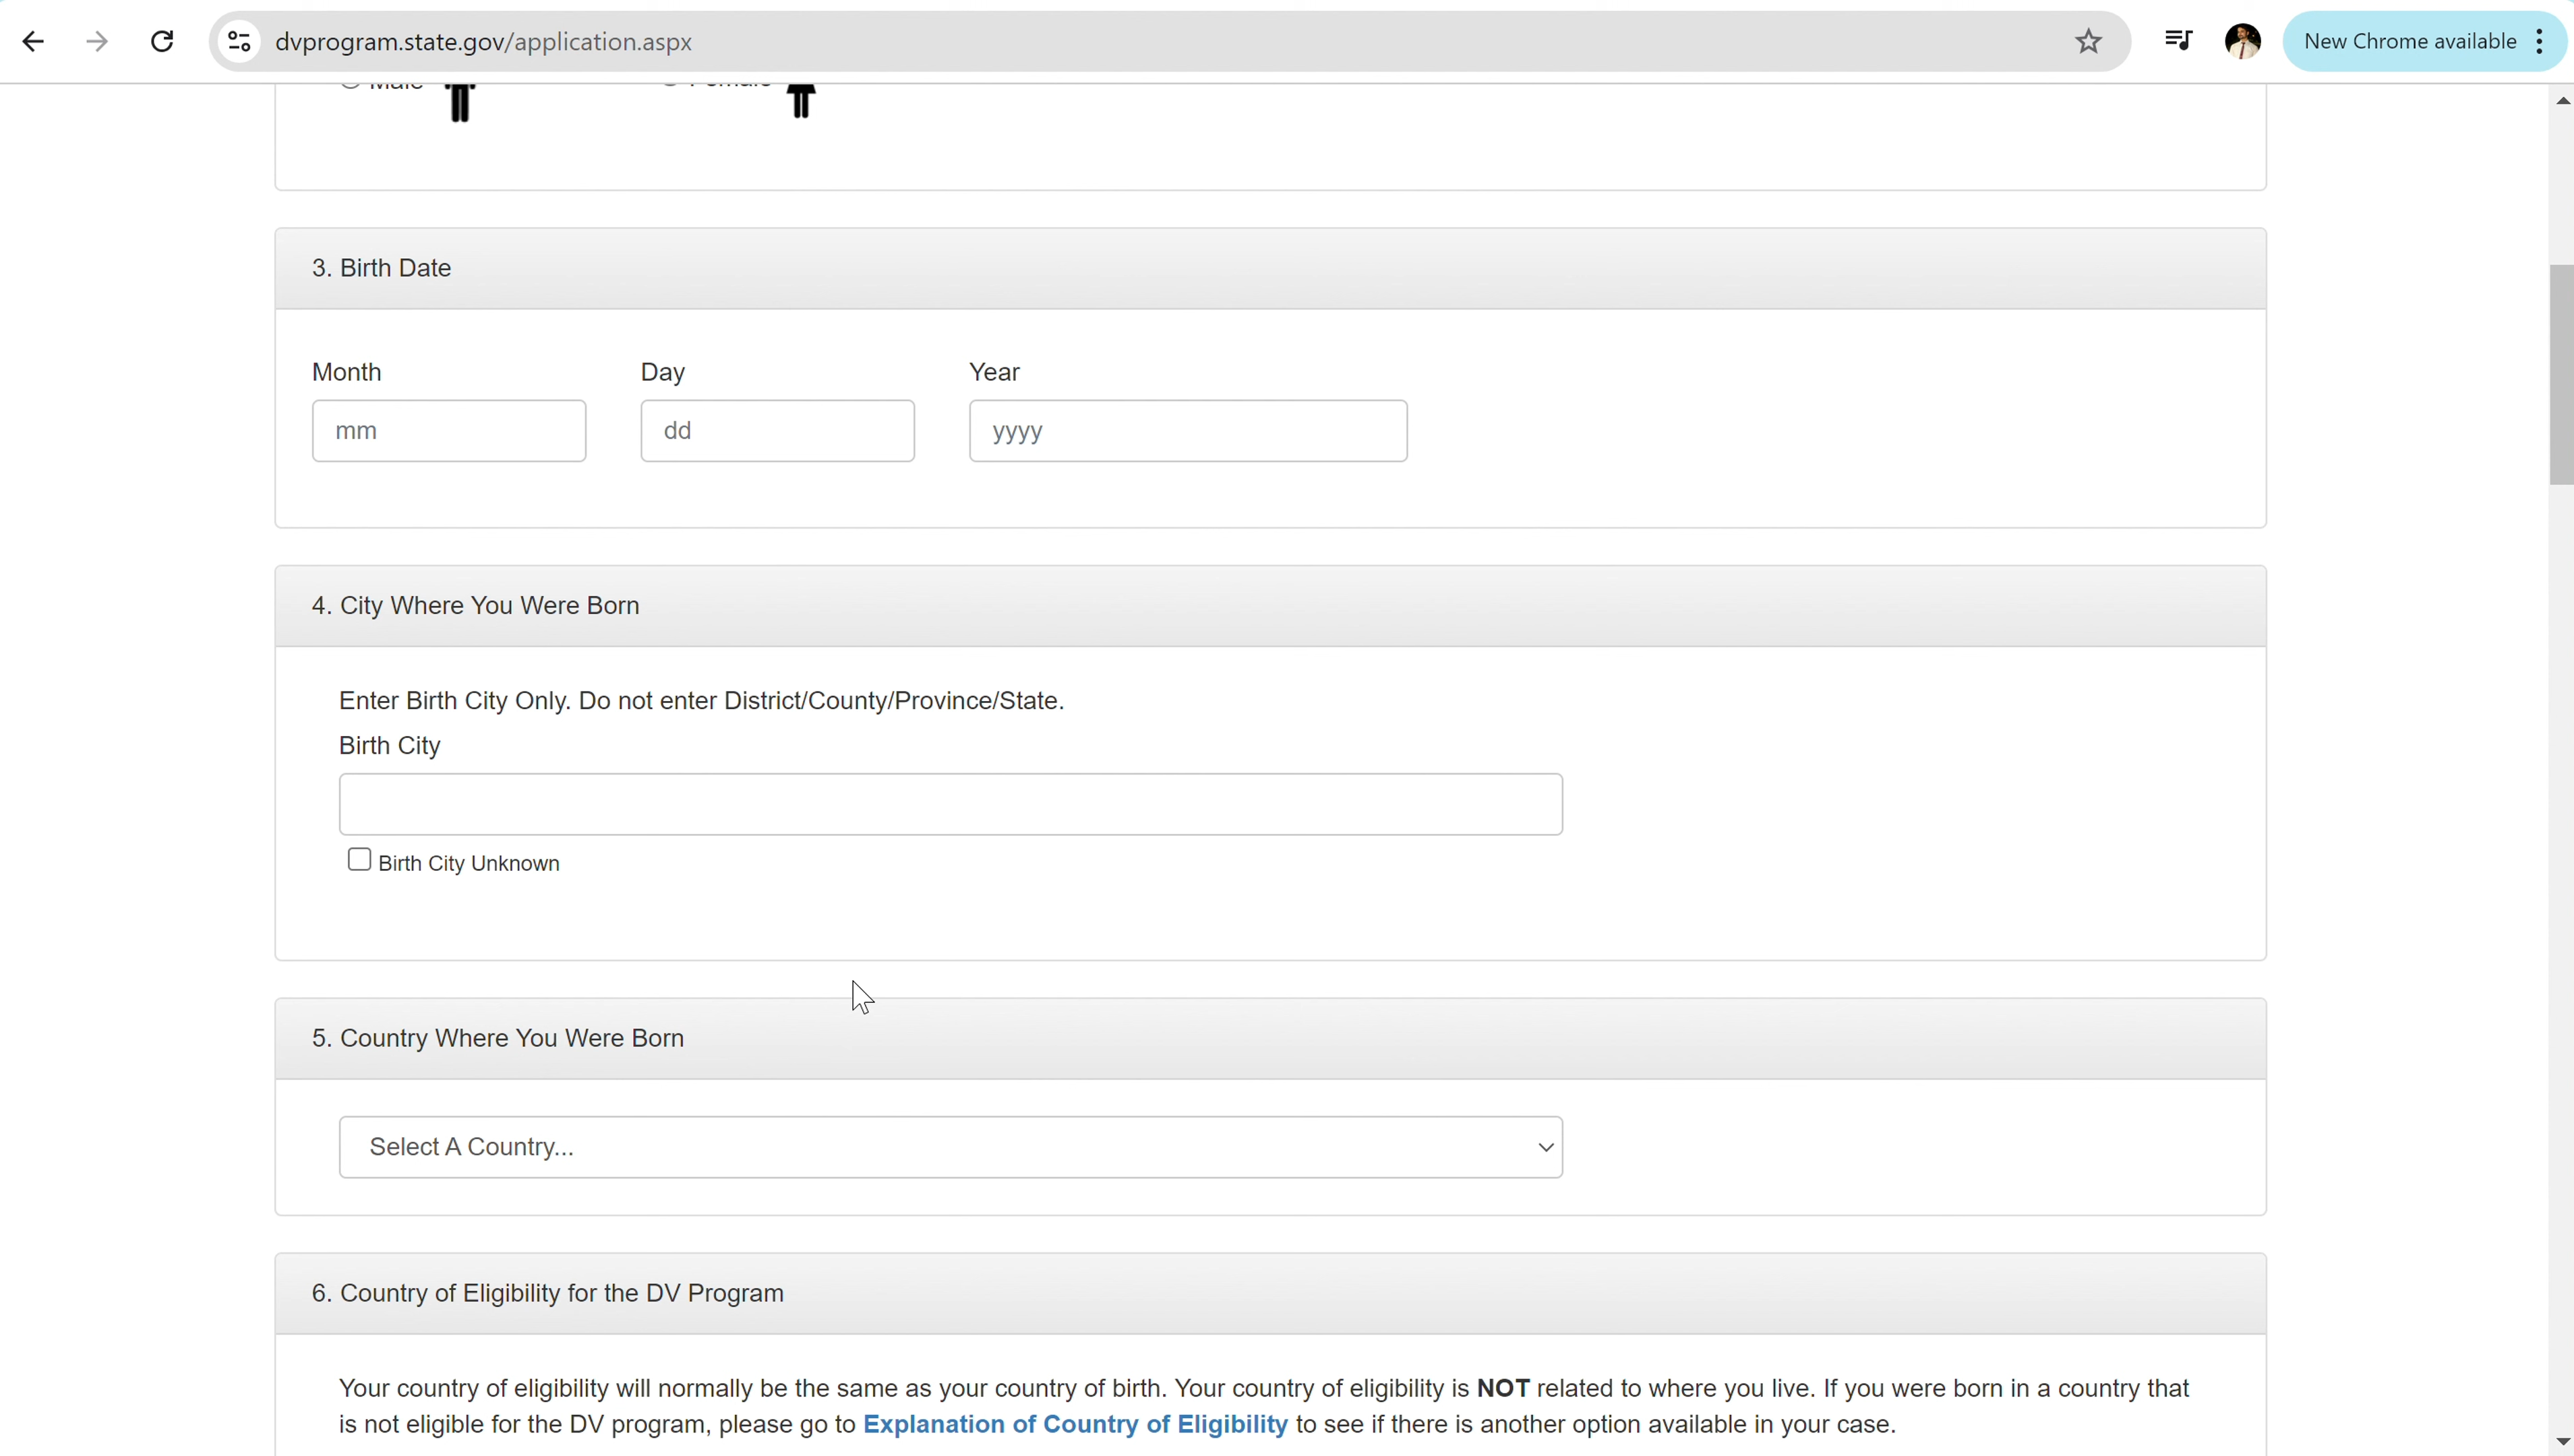 dvprogram.state.gov/application.aspx
New Chrome available
Male
Female
3. Birth Date
Month Day Year
mm dd yyyy
4. City Where You Were Born
Enter Birth City Only. Do not enter District/County/Province/State.
Birth City
Birth City Unknown
5. Country Where You Were Born
Select A Country...
6. Country of Eligibility for the DV Program
Your country of eligibility will normally be the same as your country of birth. Your country of eligibility is NOT related to where you live. If you were born in a country that
is not eligible for the DV program, please go to Explanation of Country of Eligibility to see if there is another option available in your case.